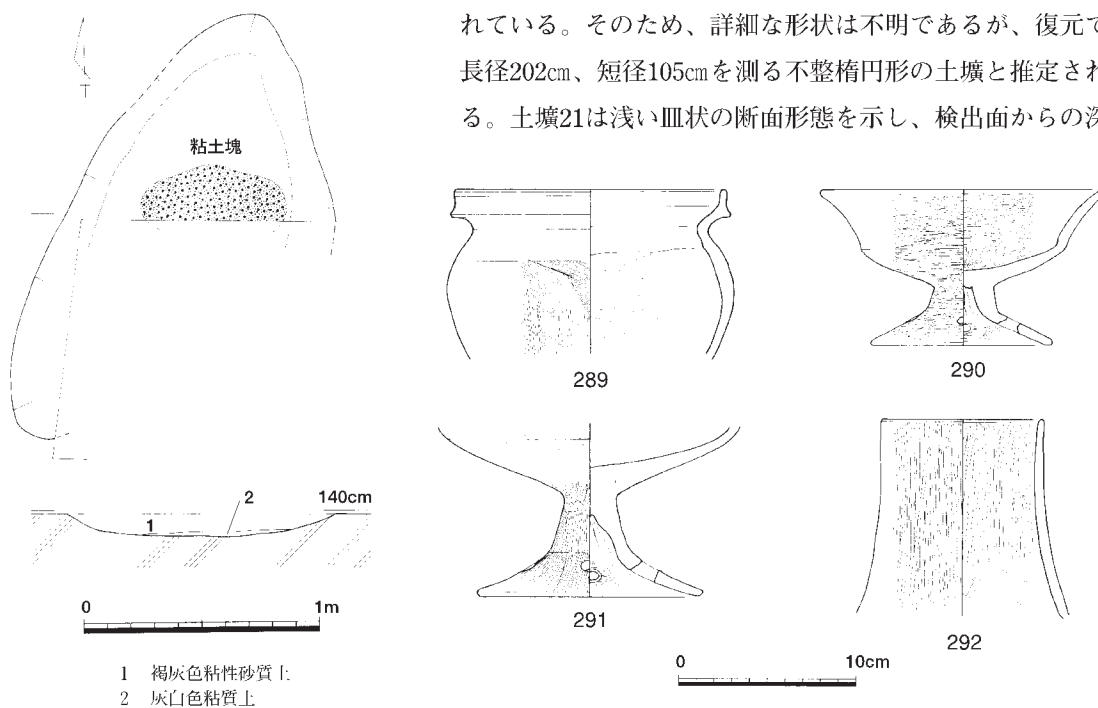 れている。そのため、詳細な形状は不明であるが、復元で
長径202cm、短径105cmを測る不整楕円形の土壙と推定され
る。土壙21は浅い皿状の断面形態を示し、検出面からの深
粘土塊
289
290
291
292
2
140cm
1
0 1m
1 褐灰色粘性砂質土
2 灰白色粘質土
0 10cm